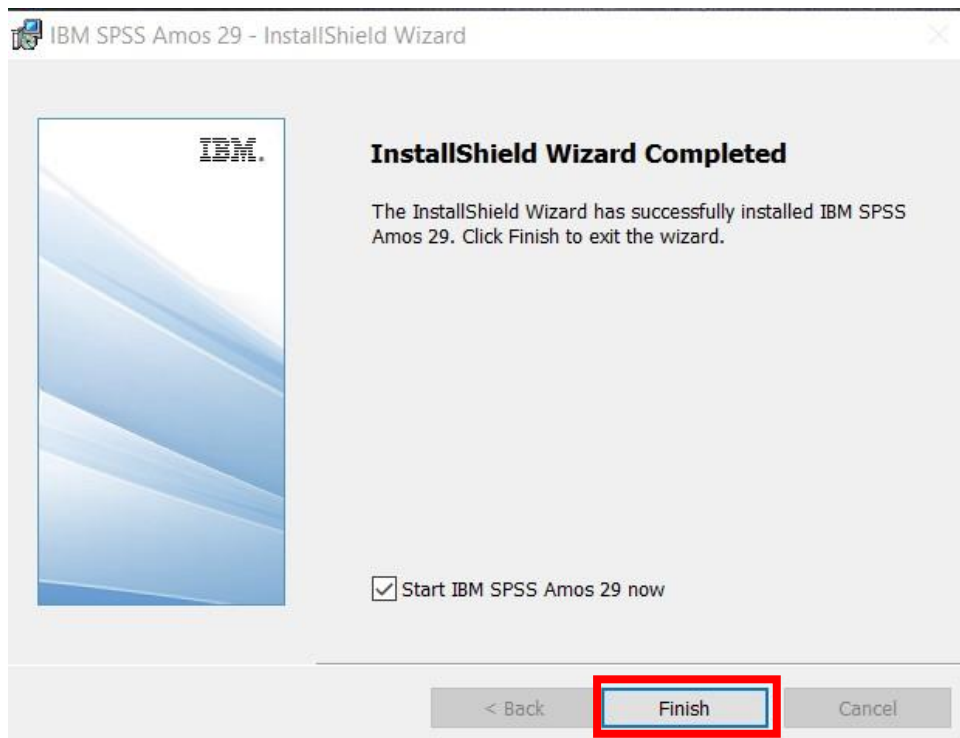 IBM SPSS Amos 29 - InstallShield Wizard
IBM.
InstallShield Wizard Completed
The InstallShield Wizard has successfully installed IBM SPSS
Amos 29. Click Finish to exit the wizard.
Start IBM SPSS Amos 29 now
< Back
Finish
Cancel